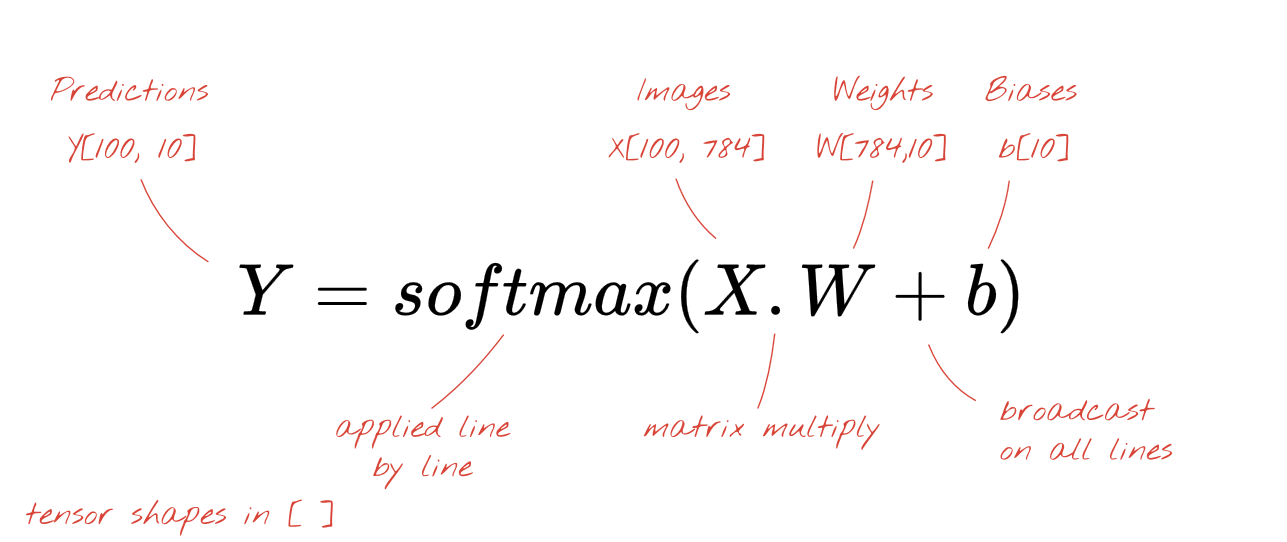 Predictions
Y[100, 10]
Images
X[100, 784]
Weights
W[784,10]
Biases
b[10]
Y = softmax(X.W + b)
applied line
by line
matrix multiply
broadcast
on all lines
tensor shapes in [ ]